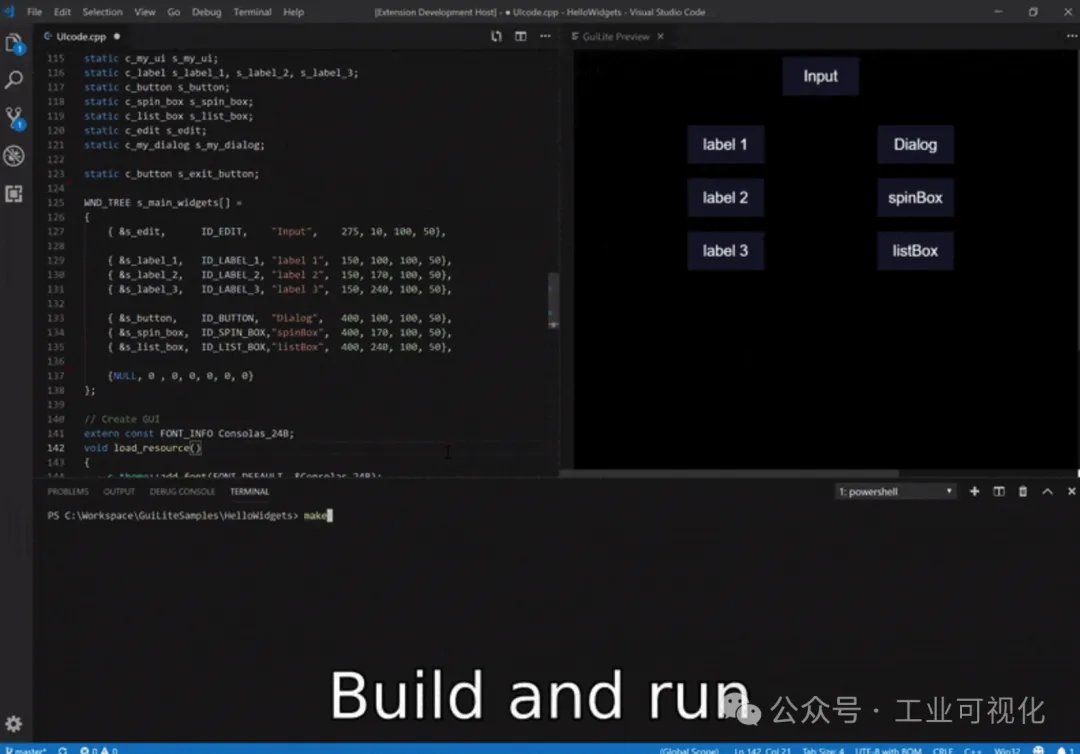 File Edit Selection View Go Debug Terminal Help [Extension Development Host] - ● UIcode.cpp - HelloWidgets - Visual Studio Code
UIcode.cpp ●
GuiLite Preview
115 static c_my_ui s_my_ui;
116 static c_label s_label_1, s_label_2, s_label_3;
117 static c_button s_button;
118 static c_spin_box s_spin_box;
119 static c_list_box s_list_box;
120 static c_edit s_edit;
121 static c_my_dialog s_my_dialog;
122
123 static c_button s_exit_button;
124
125 WND_TREE s_main_widgets[] =
126 {
127 { &s_edit, ID_EDIT, "Input", 275, 10, 100, 50},
128
129 { &s_label_1, ID_LABEL_1, "label 1", 150, 100, 100, 50},
130 { &s_label_2, ID_LABEL_2, "label 2", 150, 170, 100, 50},
131 { &s_label_3, ID_LABEL_3, "label 3", 150, 240, 100, 50},
132
133 { &s_button, ID_BUTTON, "Dialog", 400, 100, 100, 50},
134 { &s_spin_box, ID_SPIN_BOX,"spinBox", 400, 170, 100, 50},
135 { &s_list_box, ID_LIST_BOX,"listBox", 400, 240, 100, 50},
136
137 {NULL, 0 , 0, 0, 0, 0, 0}
138 };
139
140 // Create GUI
141 extern const FONT_INFO Consolas_24B;
142 void load_resource()
143 {
144 c_theme::add_font(FONT_DEFAULT, &Consolas_24B);
Input
label 1 Dialog
label 2 spinBox
label 3 listBox
PROBLEMS OUTPUT DEBUG CONSOLE TERMINAL 1: powershell
PS C:\Workspace\GuiLiteSamples\HelloWidgets> make
Build and run
公众号 · 工业可视化
master* 0 0 (Global Scope) Ln 142, Col 21 Tab Size: 4 UTF-8 with BOM CRLF C++ Win32 1